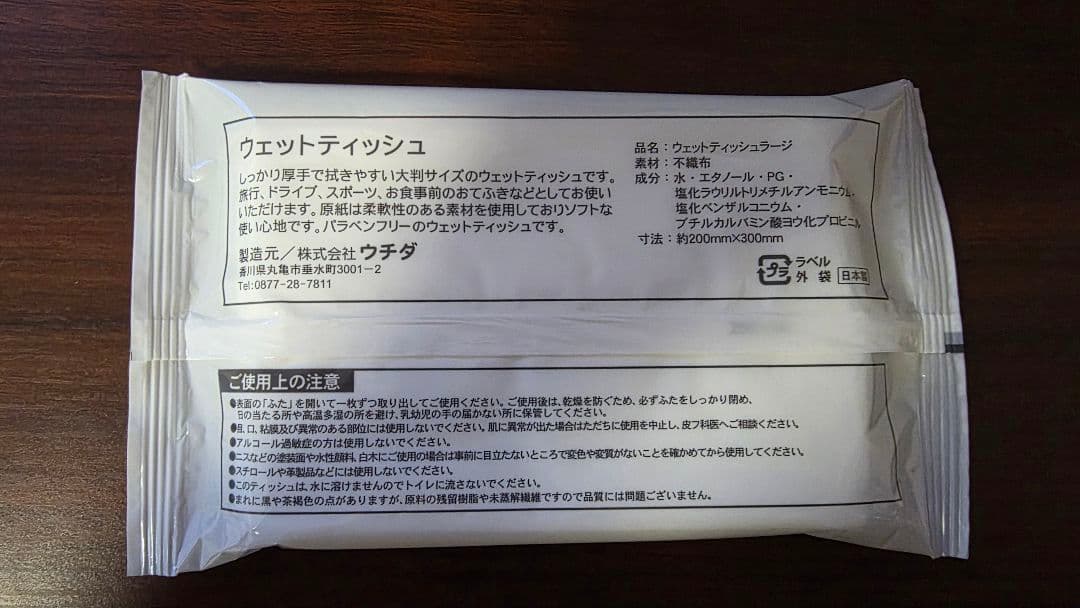 ウェットティッシュ
しっかり厚手で拭きやすい大判サイズのウェットティッシュです。
旅行、ドライブ、スポーツ、お食事前のおてふきなどとしてお使い
いただけます。原紙は柔軟性のある素材を使用しておりソフトな
使い心地です。パラベンフリーのウェットティッシュです。
製造元／株式会社 ウチダ
香川県丸亀市垂水町3001−2
Tel:0877-28-7811
品名：ウェットティッシュラージ
素材：不織布
成分：水・エタノール・PG・
塩化ラウリルトリメチルアンモニウム・
塩化ベンザルコニウム・
ブチルカルバミン酸ヨウ化プロピニル
寸法：約200mm×300mm
プラ
ラベル
外袋
日本製
ご使用上の注意
●表面の「ふた」を開いて一枚ずつ取り出してご使用ください。ご使用後は、乾燥を防ぐため、必ずふたをしっかり閉め、
日の当たる所や高温多湿の所を避け、乳幼児の手の届かない所に保管してください。
●目、口、粘膜及び異常のある部位には使用しないでください。肌に異常が出た場合はただちに使用を中止し、皮フ科医へご相談ください。
●アルコール過敏症の方は使用しないでください。
●ニスなどの塗装面や水性顔料、白木にご使用の場合は事前に目立たないところで変色や変質がないことを確かめてから使用してください。
●スチロールや革製品などには使用しないでください。
●このティッシュは、水に溶けませんのでトイレに流さないでください。
●まれに黒や茶褐色の点がありますが、原料の残留樹脂や未蒸解繊維ですので品質には問題ございません。